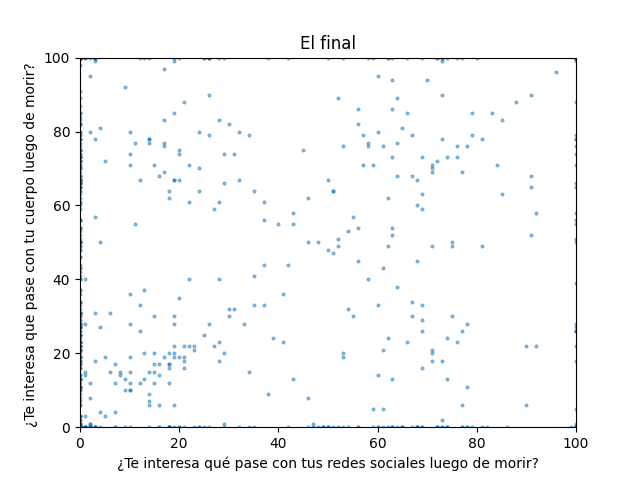 El final
100
80
60
40
20
0
¿Te interesa que pase con tu cuerpo luego de morir?
0 20 40 60 80 100
¿Te interesa qué pase con tus redes sociales luego de morir?